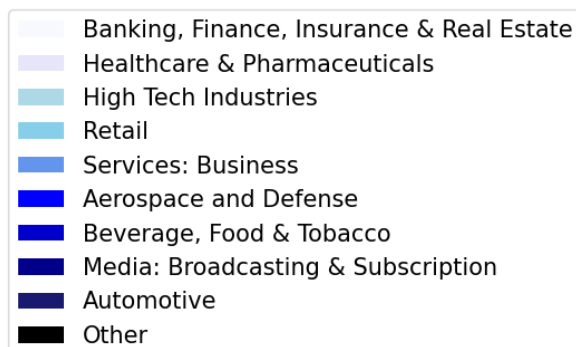 Banking, Finance, Insurance & Real Estate
Healthcare & Pharmaceuticals
High Tech Industries
Retail
Services: Business
Aerospace and Defense
Beverage, Food & Tobacco
Media: Broadcasting & Subscription
Automotive
Other